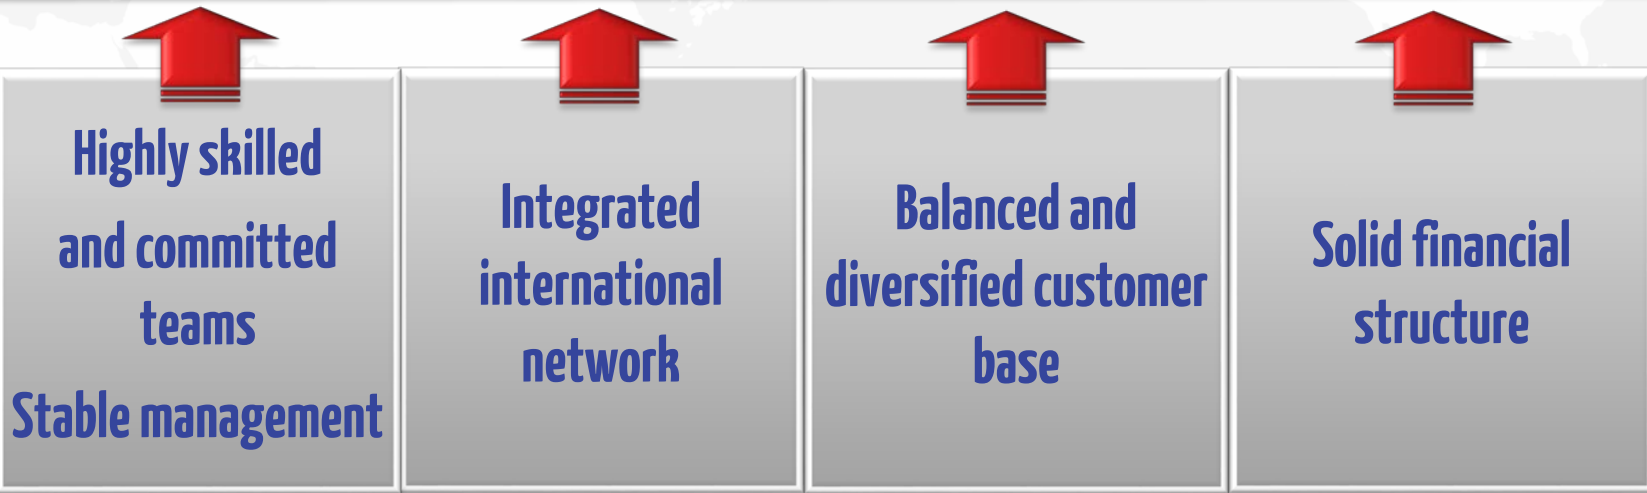 Highly skilled
and committed
teams
Stable management
Integrated
international
network
Balanced and
diversified customer
base
Solid financial
structure